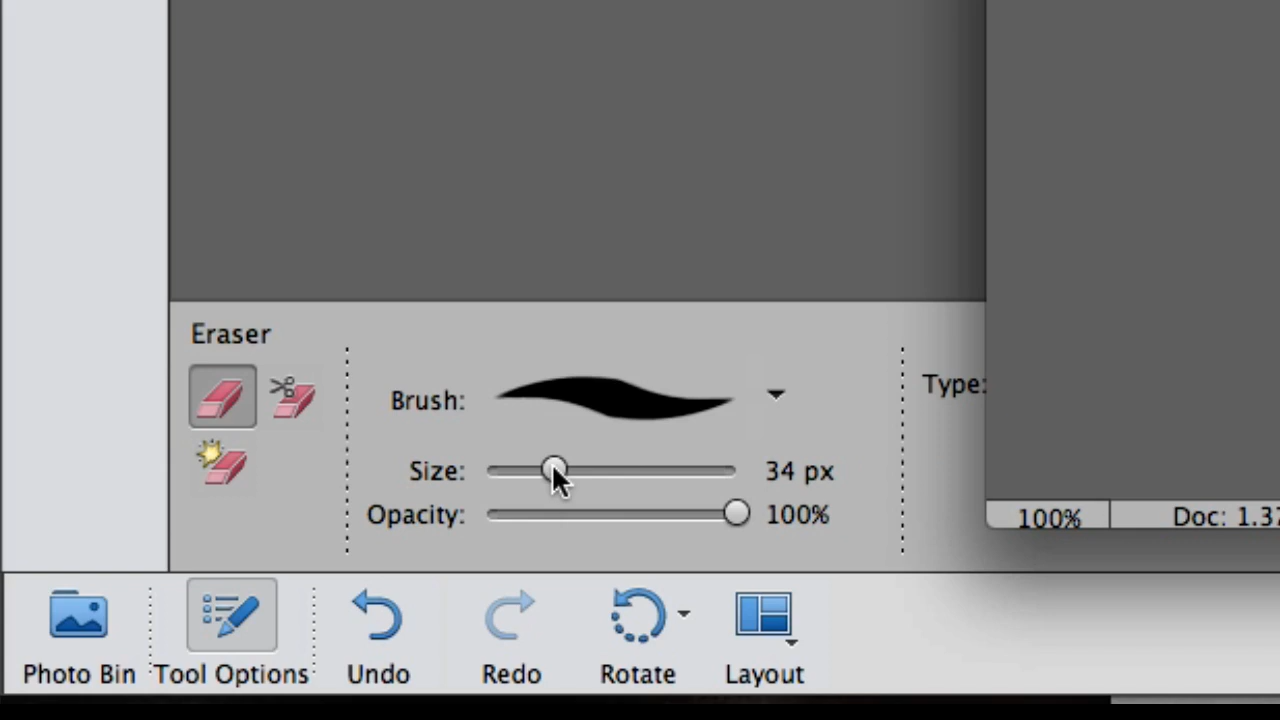 Eraser
Type:
Brush:
Size: 34 px
Opacity: 100%
100% Doc: 1.37
Photo Bin Tool Options Undo Redo Rotate Layout